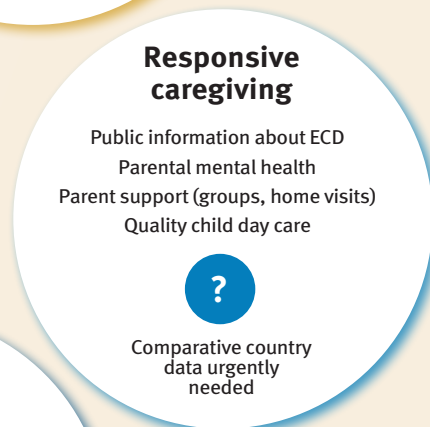 Responsive
caregiving
Public information about ECD
Parental mental health
Parent support (groups, home visits)
Quality child day care
?
Comparative country
data urgently
needed